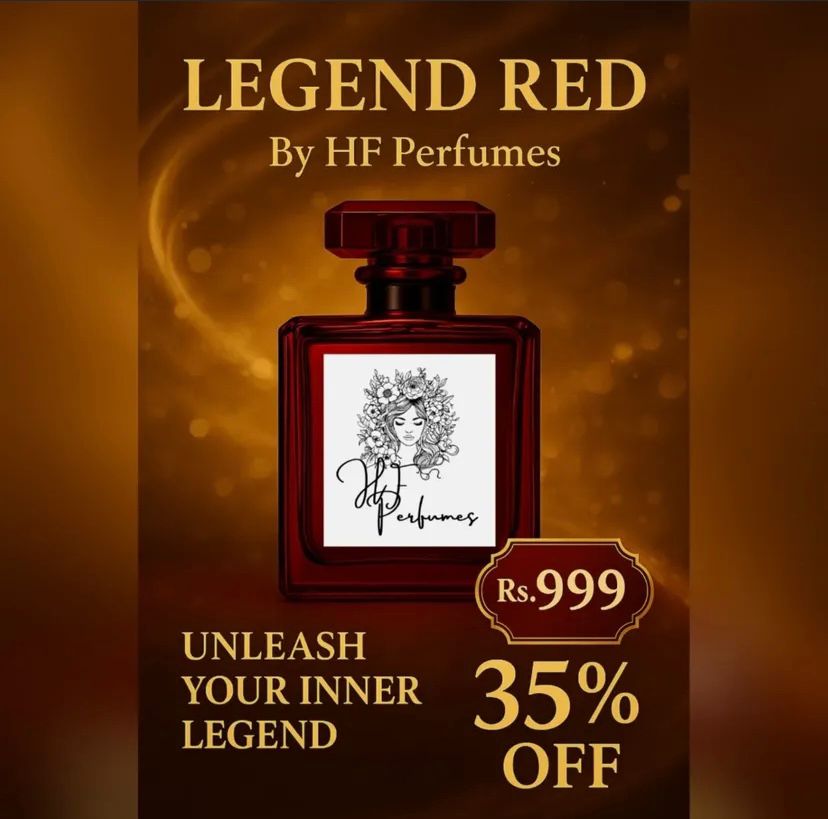 LEGEND RED
By HF Perfumes
HF
Perfumes
Rs.999
UNLEASH
YOUR INNER
LEGEND
35%
OFF